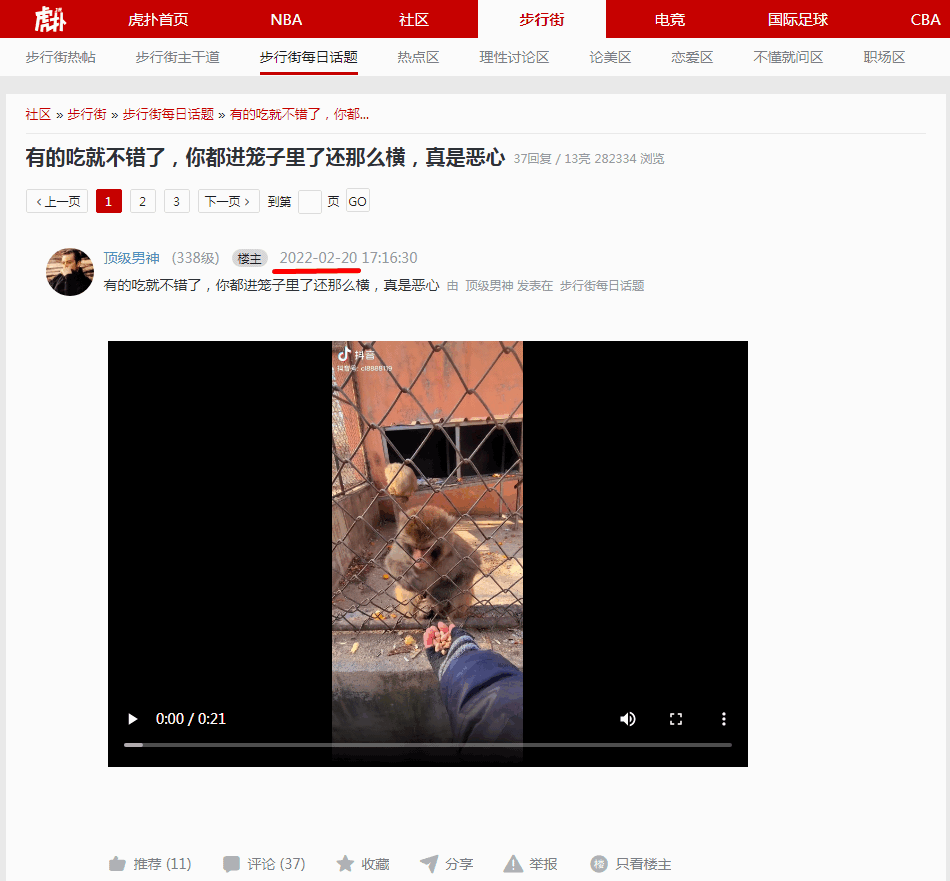 虎扑 虎扑首页 NBA 社区 步行街 电竞 国际足球 CBA
步行街热帖 步行街主干道 步行街每日话题 热点区 理性讨论区 论美区 恋爱区 不懂就问区 职场区
社区 » 步行街 » 步行街每日话题 » 有的吃就不错了，你都...
有的吃就不错了，你都进笼子里了还那么横，真是恶心 37回复 / 13亮 282334 浏览
‹ 上一页 1 2 3 下一页 › 到第 页 GO
顶级男神 (338级) 楼主 2022-02-20 17:16:30
有的吃就不错了，你都进笼子里了还那么横，真是恶心 由 顶级男神 发表在 步行街每日话题
抖音
0:00 / 0:21
推荐 (11) 评论 (37) 收藏 分享 举报 楼 只看楼主